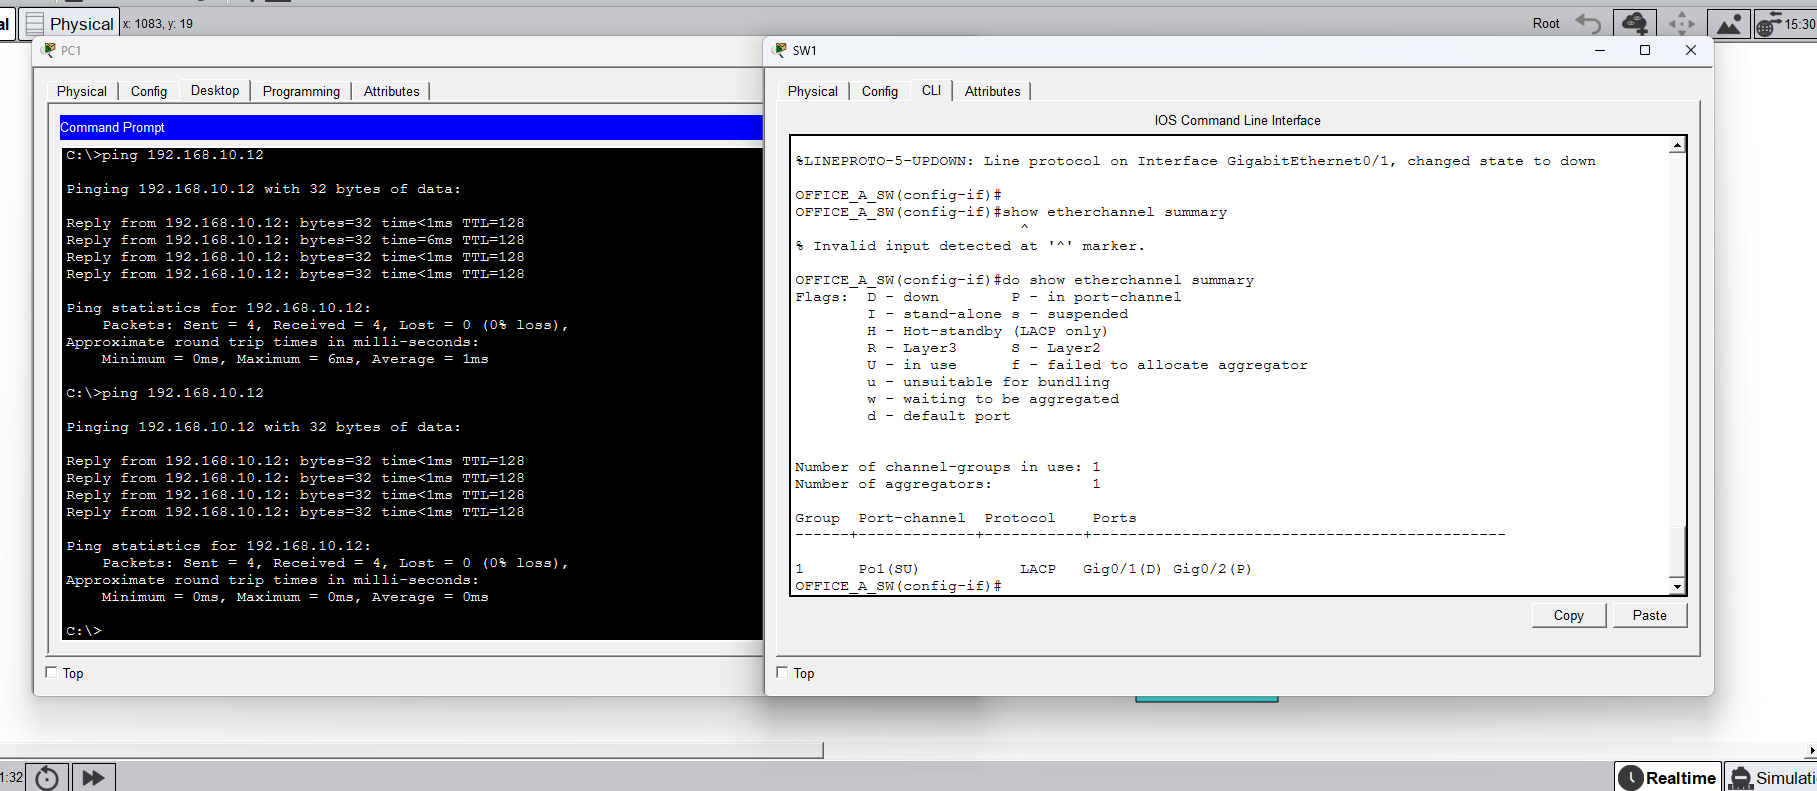 al Physical x: 1083, y: 19 Root 15:30
PC1
Physical Config Desktop Programming Attributes
Command Prompt
C:\>ping 192.168.10.12
Pinging 192.168.10.12 with 32 bytes of data:
Reply from 192.168.10.12: bytes=32 time<1ms TTL=128
Reply from 192.168.10.12: bytes=32 time=6ms TTL=128
Reply from 192.168.10.12: bytes=32 time<1ms TTL=128
Reply from 192.168.10.12: bytes=32 time<1ms TTL=128
Ping statistics for 192.168.10.12:
    Packets: Sent = 4, Received = 4, Lost = 0 (0% loss),
Approximate round trip times in milli-seconds:
    Minimum = 0ms, Maximum = 6ms, Average = 1ms
C:\>ping 192.168.10.12
Pinging 192.168.10.12 with 32 bytes of data:
Reply from 192.168.10.12: bytes=32 time<1ms TTL=128
Reply from 192.168.10.12: bytes=32 time<1ms TTL=128
Reply from 192.168.10.12: bytes=32 time<1ms TTL=128
Reply from 192.168.10.12: bytes=32 time<1ms TTL=128
Ping statistics for 192.168.10.12:
    Packets: Sent = 4, Received = 4, Lost = 0 (0% loss),
Approximate round trip times in milli-seconds:
    Minimum = 0ms, Maximum = 0ms, Average = 0ms
C:\>
Top
SW1
Physical Config CLI Attributes
IOS Command Line Interface
%LINEPROTO-5-UPDOWN: Line protocol on Interface GigabitEthernet0/1, changed state to down
OFFICE_A_SW(config-if)#
OFFICE_A_SW(config-if)#show etherchannel summary
^
% Invalid input detected at '^' marker.
OFFICE_A_SW(config-if)#do show etherchannel summary
Flags:  D - down        P - in port-channel
        I - stand-alone s - suspended
        H - Hot-standby (LACP only)
        R - Layer3      S - Layer2
        U - in use      f - failed to allocate aggregator
        u - unsuitable for bundling
        w - waiting to be aggregated
        d - default port
Number of channel-groups in use: 1
Number of aggregators:           1
Group  Port-channel  Protocol    Ports
------+-------------+-----------+----------------------------------------------
1      Po1(SU)           LACP   Gig0/1(D) Gig0/2(P)
OFFICE_A_SW(config-if)#
Copy Paste
Top
1:32 Realtime Simulati